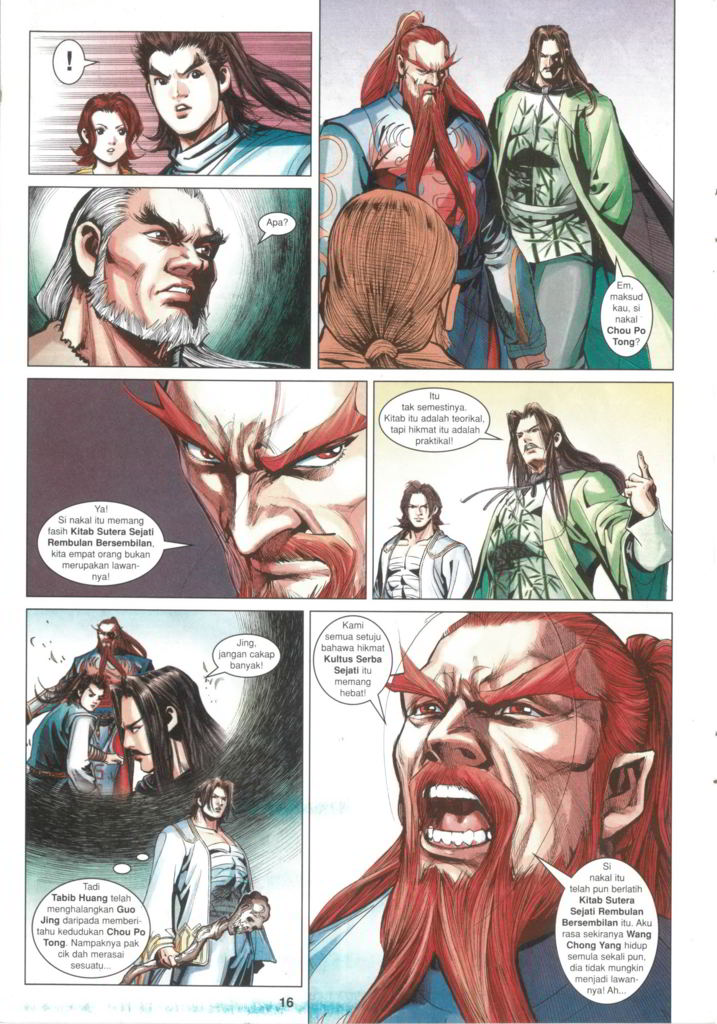 !
Apa?
Em,
maksud
kau, si
nakal
Chou Po
Tong?
Ya!
Si nakal itu memang
fasih Kitab Sutera Sejati
Rembulan Bersembilan,
kita empat orang bukan
merupakan lawan-
nya!
Itu
tak semestinya.
Kitab itu adalah teorikal,
tapi hikmat itu adalah
praktikal!
Jing,
jangan cakap
banyak!
Tadi
Tabib Huang telah
menghalangkan Guo
Jing daripada memberi-
tahu kedudukan Chou Po
Tong. Nampaknya pak
cik dah merasai
sesuatu...
Kami
semua setuju
bahawa hikmat
Kultus Serba
Sejati itu
memang
hebat!
Si
nakal itu
telah pun berlatih
Kitab Sutera
Sejati Rembulan
Bersembilan itu. Aku
rasa sekiranya Wang
Chong Yang hidup
semula sekali pun,
dia tidak mungkin
menjadi lawan-
nya! Ah...
16